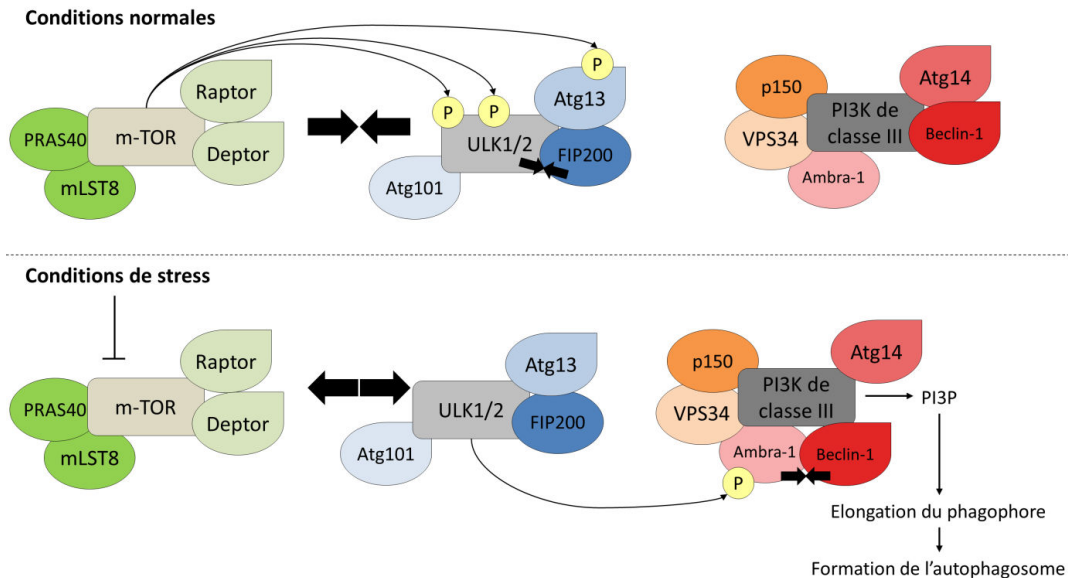 Conditions normales
Raptor
m-TOR
PRAS40
Deptor
mLST8
P
P
P
Atg13
ULK1/2
FIP200
Atg101
p150
Atg14
PI3K de
classe III
VPS34
Beclin-1
Ambra-1
Conditions de stress
Raptor
m-TOR
PRAS40
Deptor
mLST8
Atg13
ULK1/2
FIP200
Atg101
p150
Atg14
PI3K de
classe III
VPS34
Ambra-1
Beclin-1
P
PI3P
Elongation du phagophore
Formation de l'autophagosome